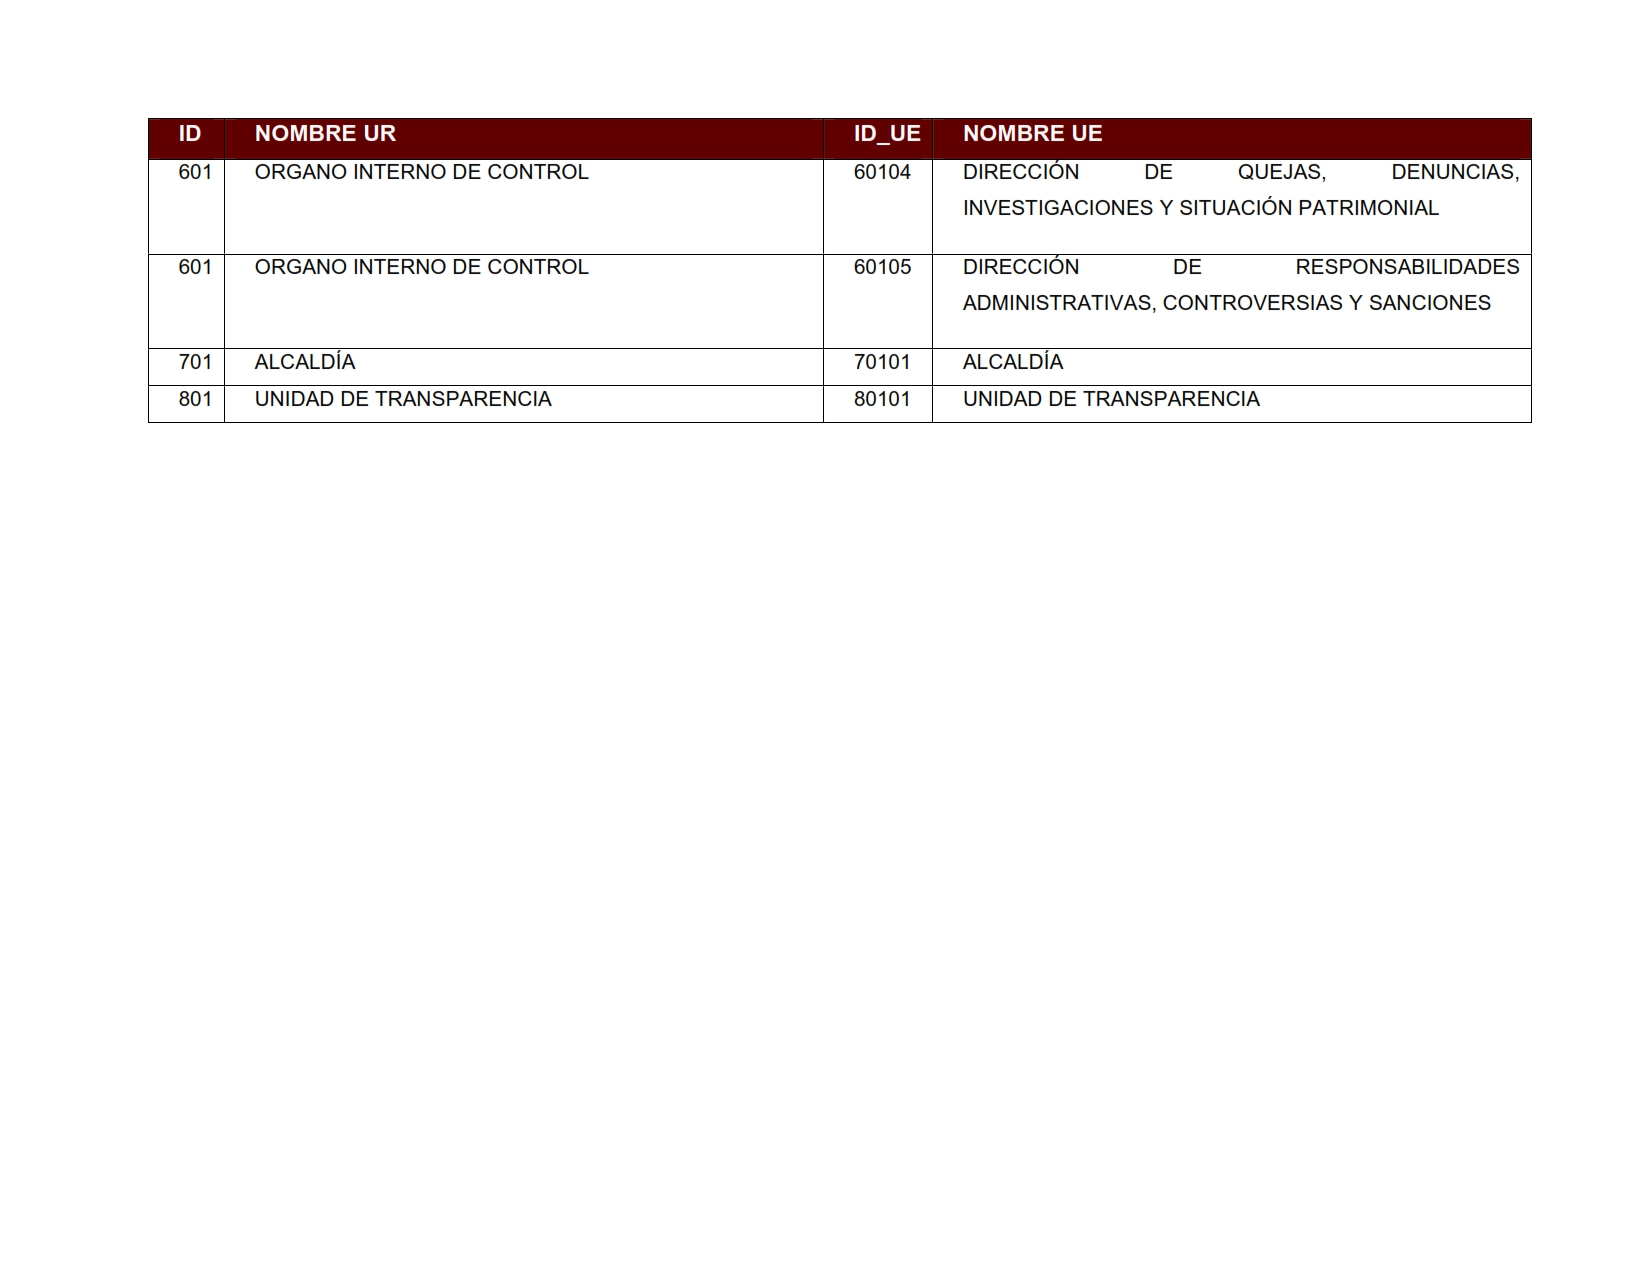 ID NOMBRE UR ID_UE NOMBRE UE
601 ORGANO INTERNO DE CONTROL 60104 DIRECCIÓN DE QUEJAS, DENUNCIAS,
INVESTIGACIONES Y SITUACIÓN PATRIMONIAL
601 ORGANO INTERNO DE CONTROL 60105 DIRECCIÓN DE RESPONSABILIDADES
ADMINISTRATIVAS, CONTROVERSIAS Y SANCIONES
701 ALCALDÍA 70101 ALCALDÍA
801 UNIDAD DE TRANSPARENCIA 80101 UNIDAD DE TRANSPARENCIA